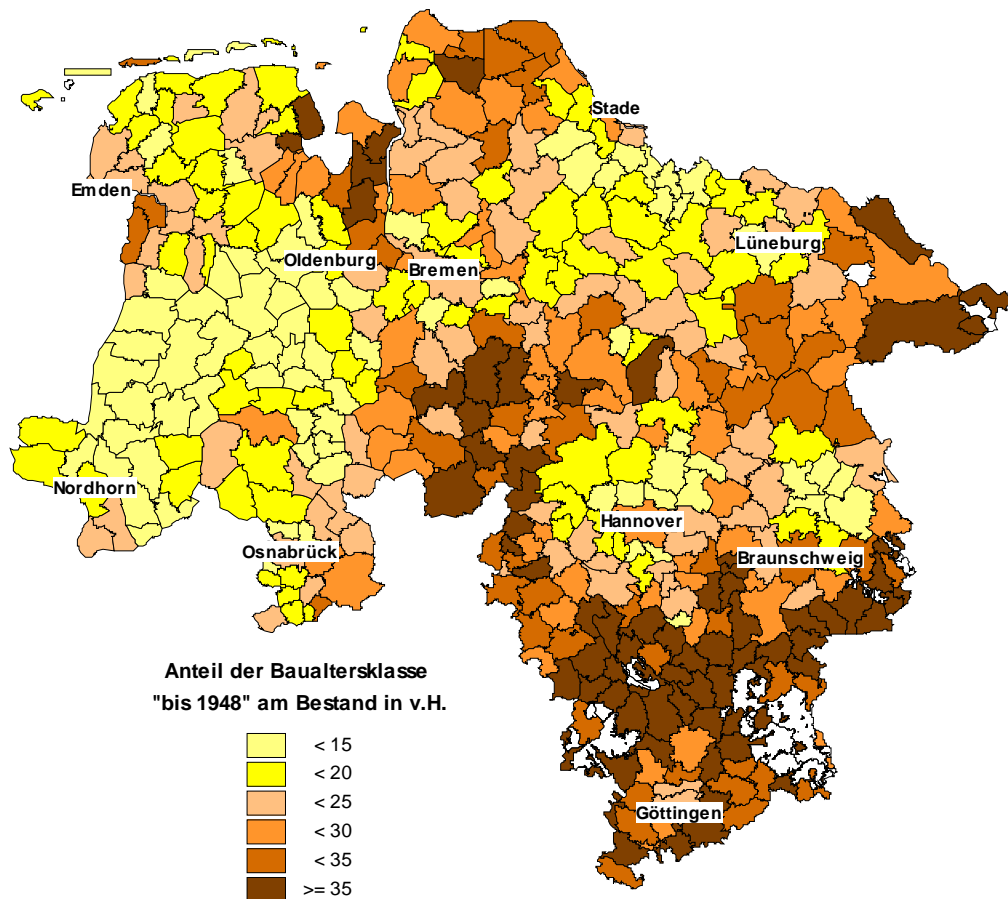 Stade
Emden
Lüneburg
Oldenburg
Bremen
Nordhorn
Hannover
Osnabrück
Braunschweig
Anteil der Baualtersklasse
"bis 1948" am Bestand in v.H.
< 15
< 20
< 25
< 30
< 35
>= 35
Göttingen